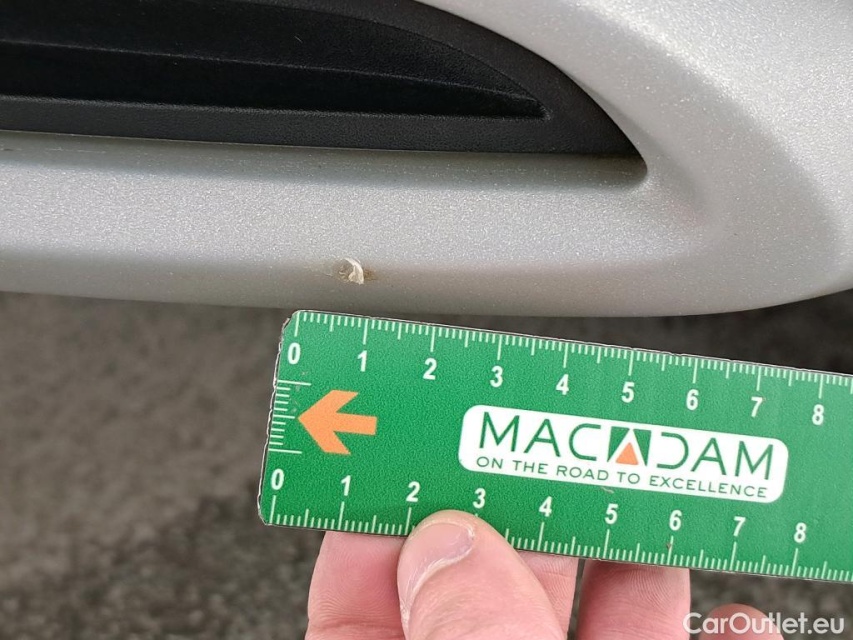 0 1 2 3 4 5 6 7 8
MACADAM
ON THE ROAD TO EXCELLENCE
0 1 2 3 4 5 6 7 8
CarOutlet.eu